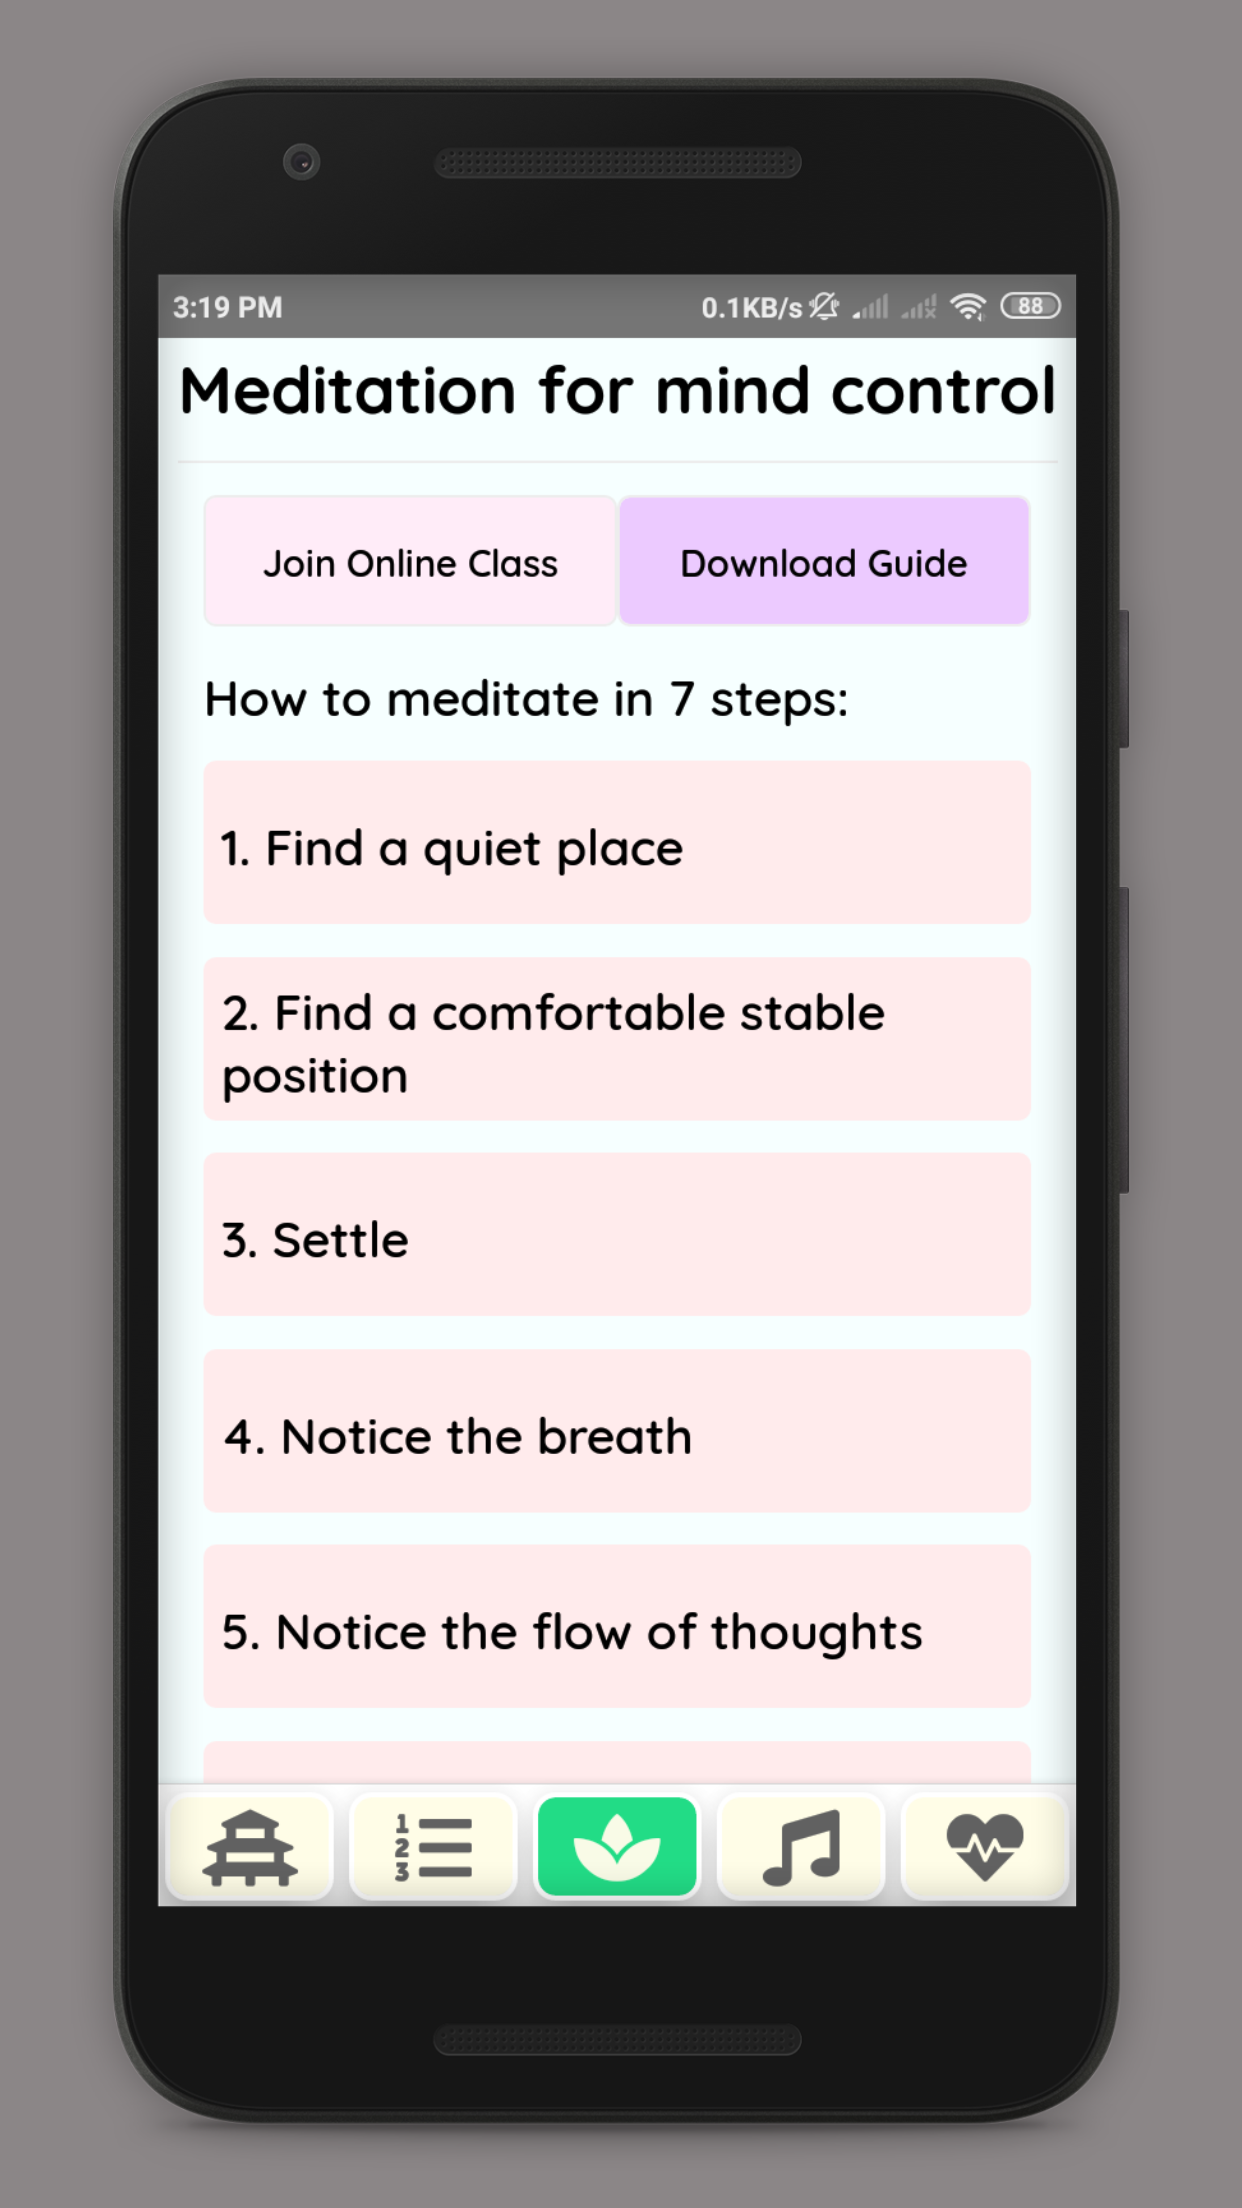 3:19 PM
0.1KB/s
88
Meditation for mind control
Join Online Class
Download Guide
How to meditate in 7 steps:
1. Find a quiet place
2. Find a comfortable stable
position
3. Settle
4. Notice the breath
5. Notice the flow of thoughts
1
2
3